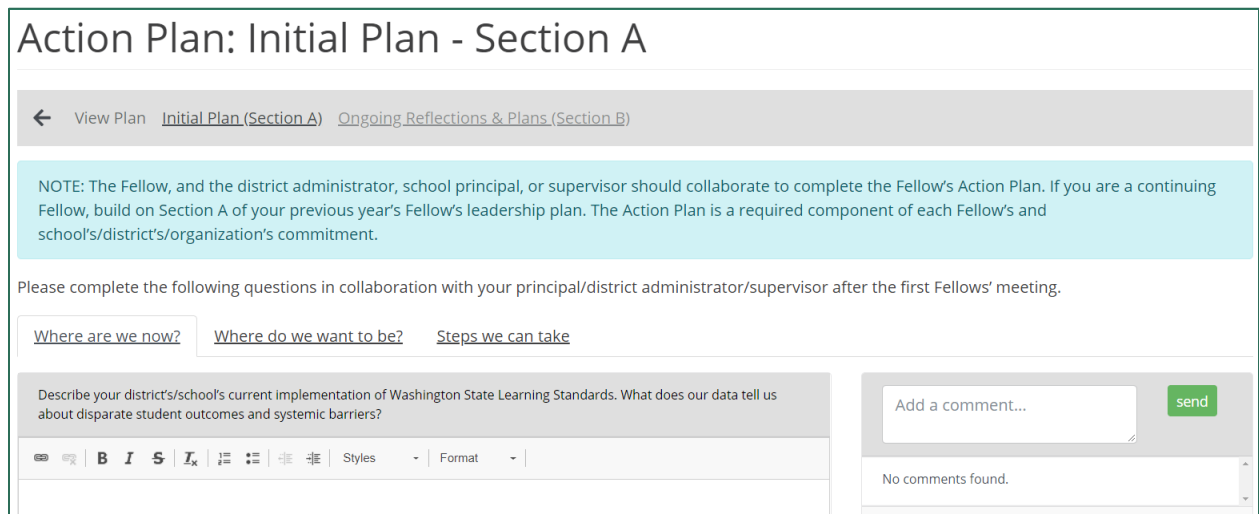 Action Plan: Initial Plan - Section A
View Plan Initial Plan (Section A) Ongoing Reflections & Plans (Section B)
NOTE: The Fellow, and the district administrator, school principal, or supervisor should collaborate to complete the Fellow’s Action Plan. If you are a continuing
Fellow, build on Section A of your previous year’s Fellow’s leadership plan. The Action Plan is a required component of each Fellow’s and
school’s/district’s/organization’s commitment.
Please complete the following questions in collaboration with your principal/district administrator/supervisor after the first Fellows’ meeting.
Where are we now? Where do we want to be? Steps we can take
Describe your district’s/school’s current implementation of Washington State Learning Standards. What does our data tell us
about disparate student outcomes and systemic barriers?
Add a comment... send
B I S Ix Styles Format
No comments found.